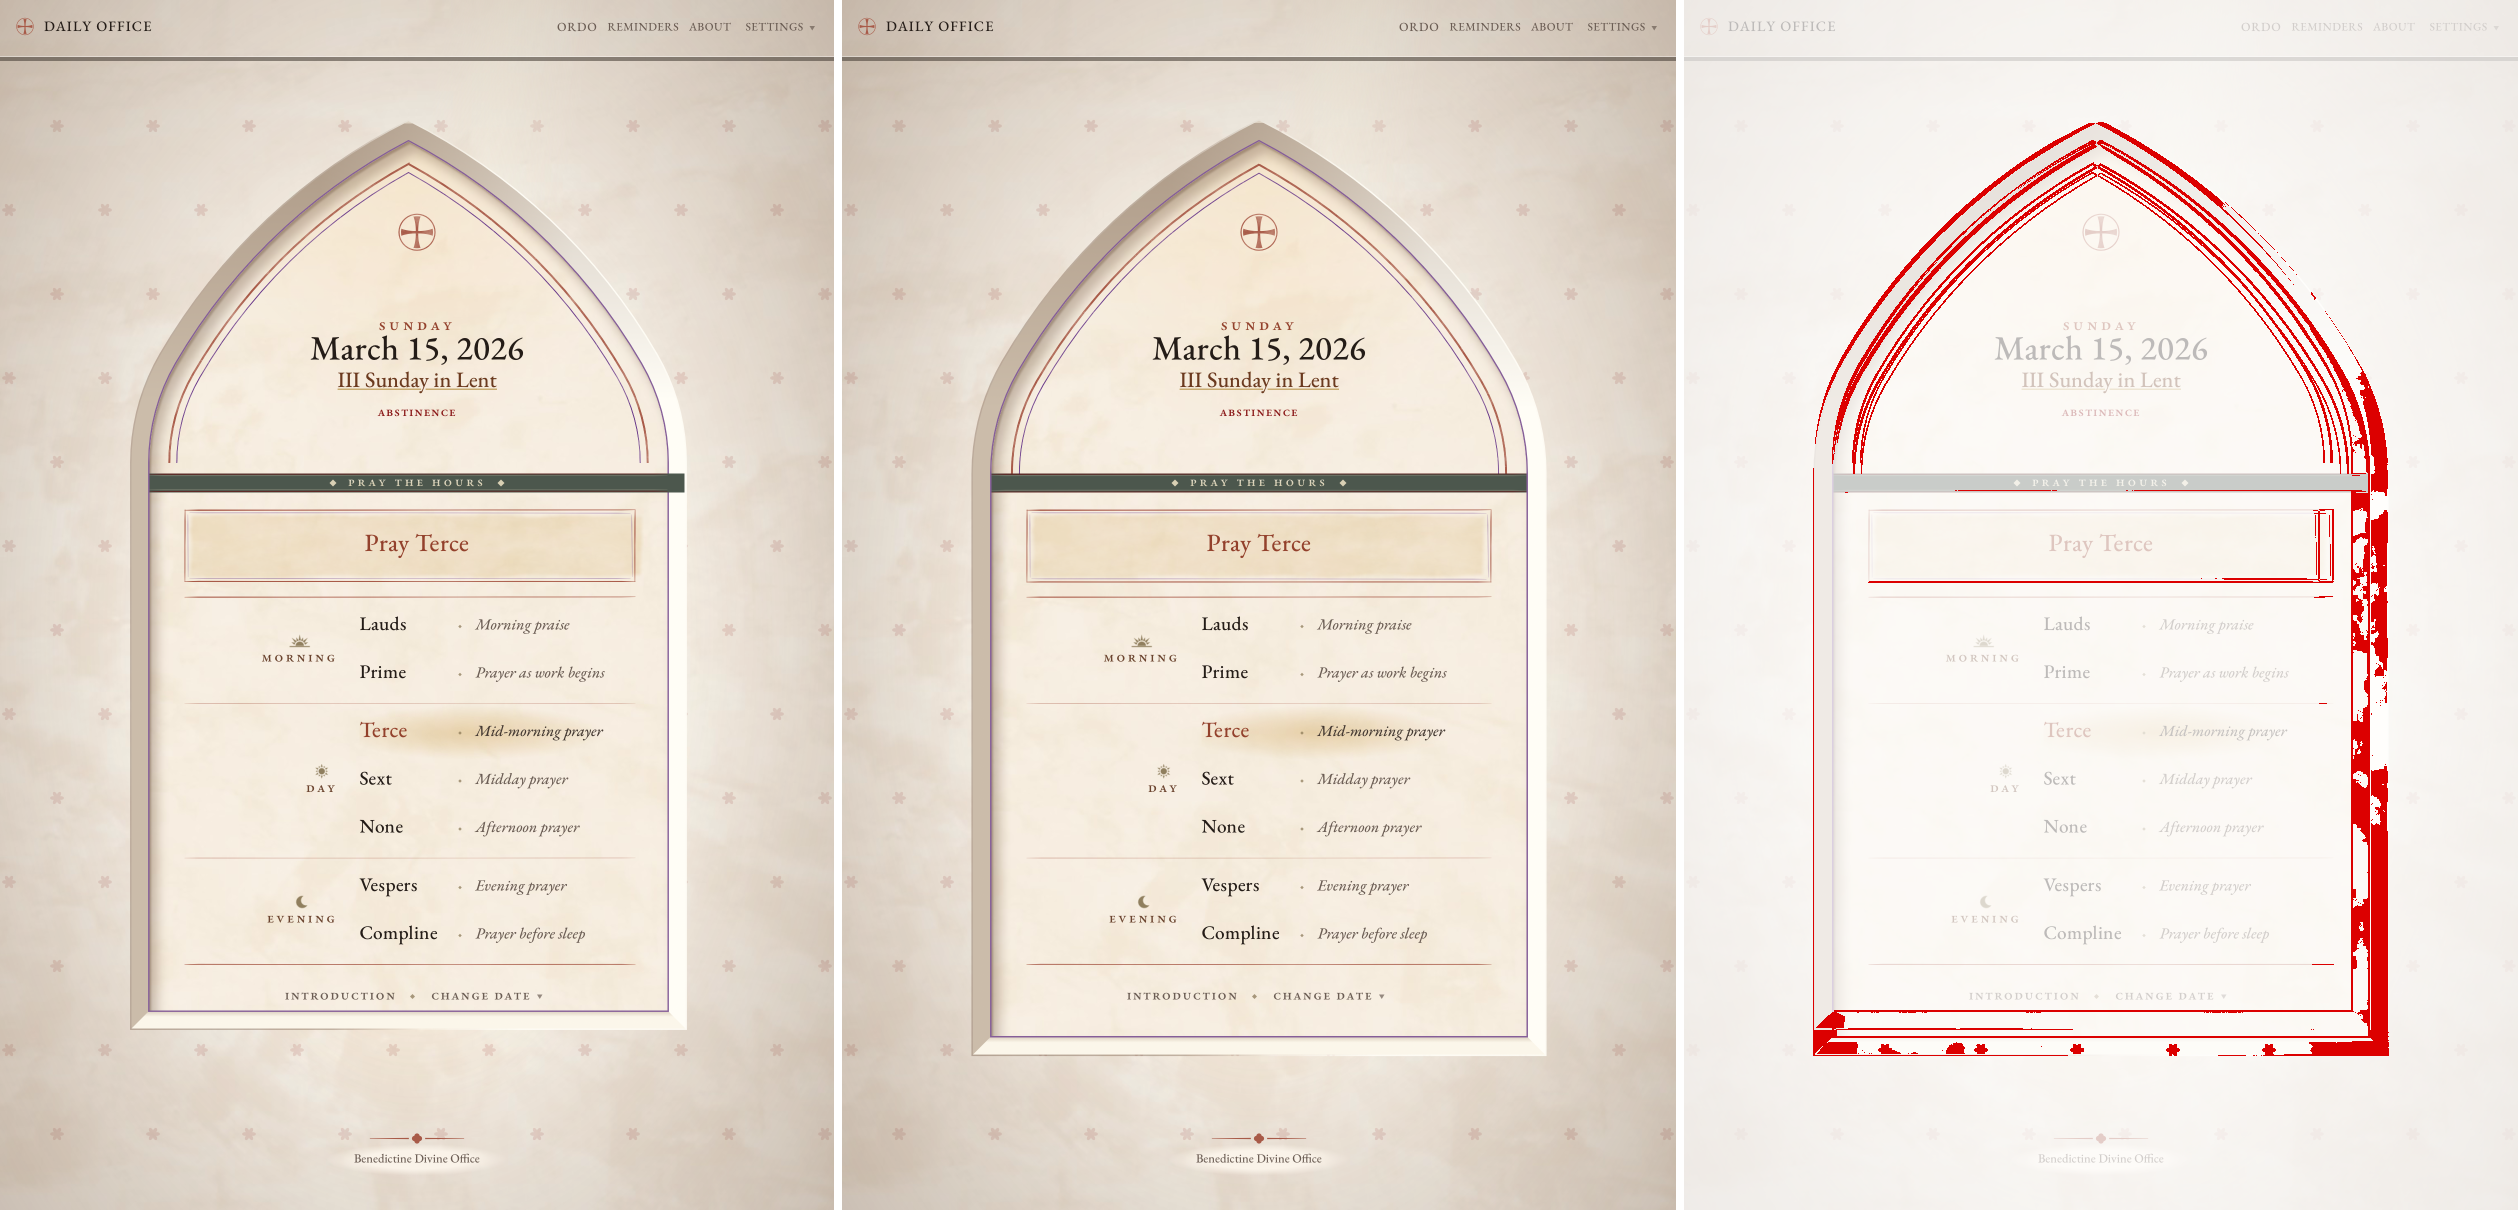 DAILY OFFICE ORDO REMINDERS ABOUT SETTINGS
SUNDAY
March 15, 2026
III Sunday in Lent
ABSTINENCE
PRAY THE HOURS
Pray Terce
Lauds • Morning praise
MORNING
Prime • Prayer as work begins
Terce • Mid-morning prayer
Sext • Midday prayer
DAY
None • Afternoon prayer
Vespers • Evening prayer
EVENING
Compline • Prayer before sleep
INTRODUCTION ◆ CHANGE DATE ▾
Benedictine Divine Office
DAILY OFFICE ORDO REMINDERS ABOUT SETTINGS
SUNDAY
March 15, 2026
III Sunday in Lent
ABSTINENCE
PRAY THE HOURS
Pray Terce
Lauds • Morning praise
MORNING
Prime • Prayer as work begins
Terce • Mid-morning prayer
Sext • Midday prayer
DAY
None • Afternoon prayer
Vespers • Evening prayer
EVENING
Compline • Prayer before sleep
INTRODUCTION ◆ CHANGE DATE ▾
Benedictine Divine Office
DAILY OFFICE ORDO REMINDERS ABOUT SETTINGS
SUNDAY
March 15, 2026
III Sunday in Lent
ABSTINENCE
PRAY THE HOURS
Pray Terce
Lauds • Morning praise
MORNING
Prime • Prayer as work begins
Terce • Mid-morning prayer
Sext • Midday prayer
DAY
None • Afternoon prayer
Vespers • Evening prayer
EVENING
Compline • Prayer before sleep
INTRODUCTION ◆ CHANGE DATE ▾
Benedictine Divine Office